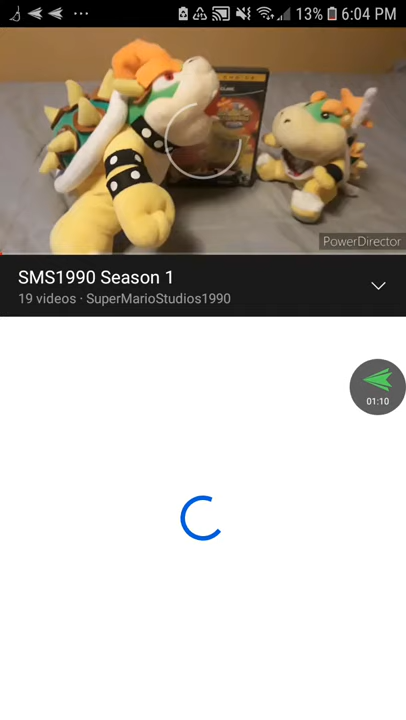 13% 6:04 PM
PowerDirector
SMS1990 Season 1
19 videos · SuperMarioStudios1990
01:10